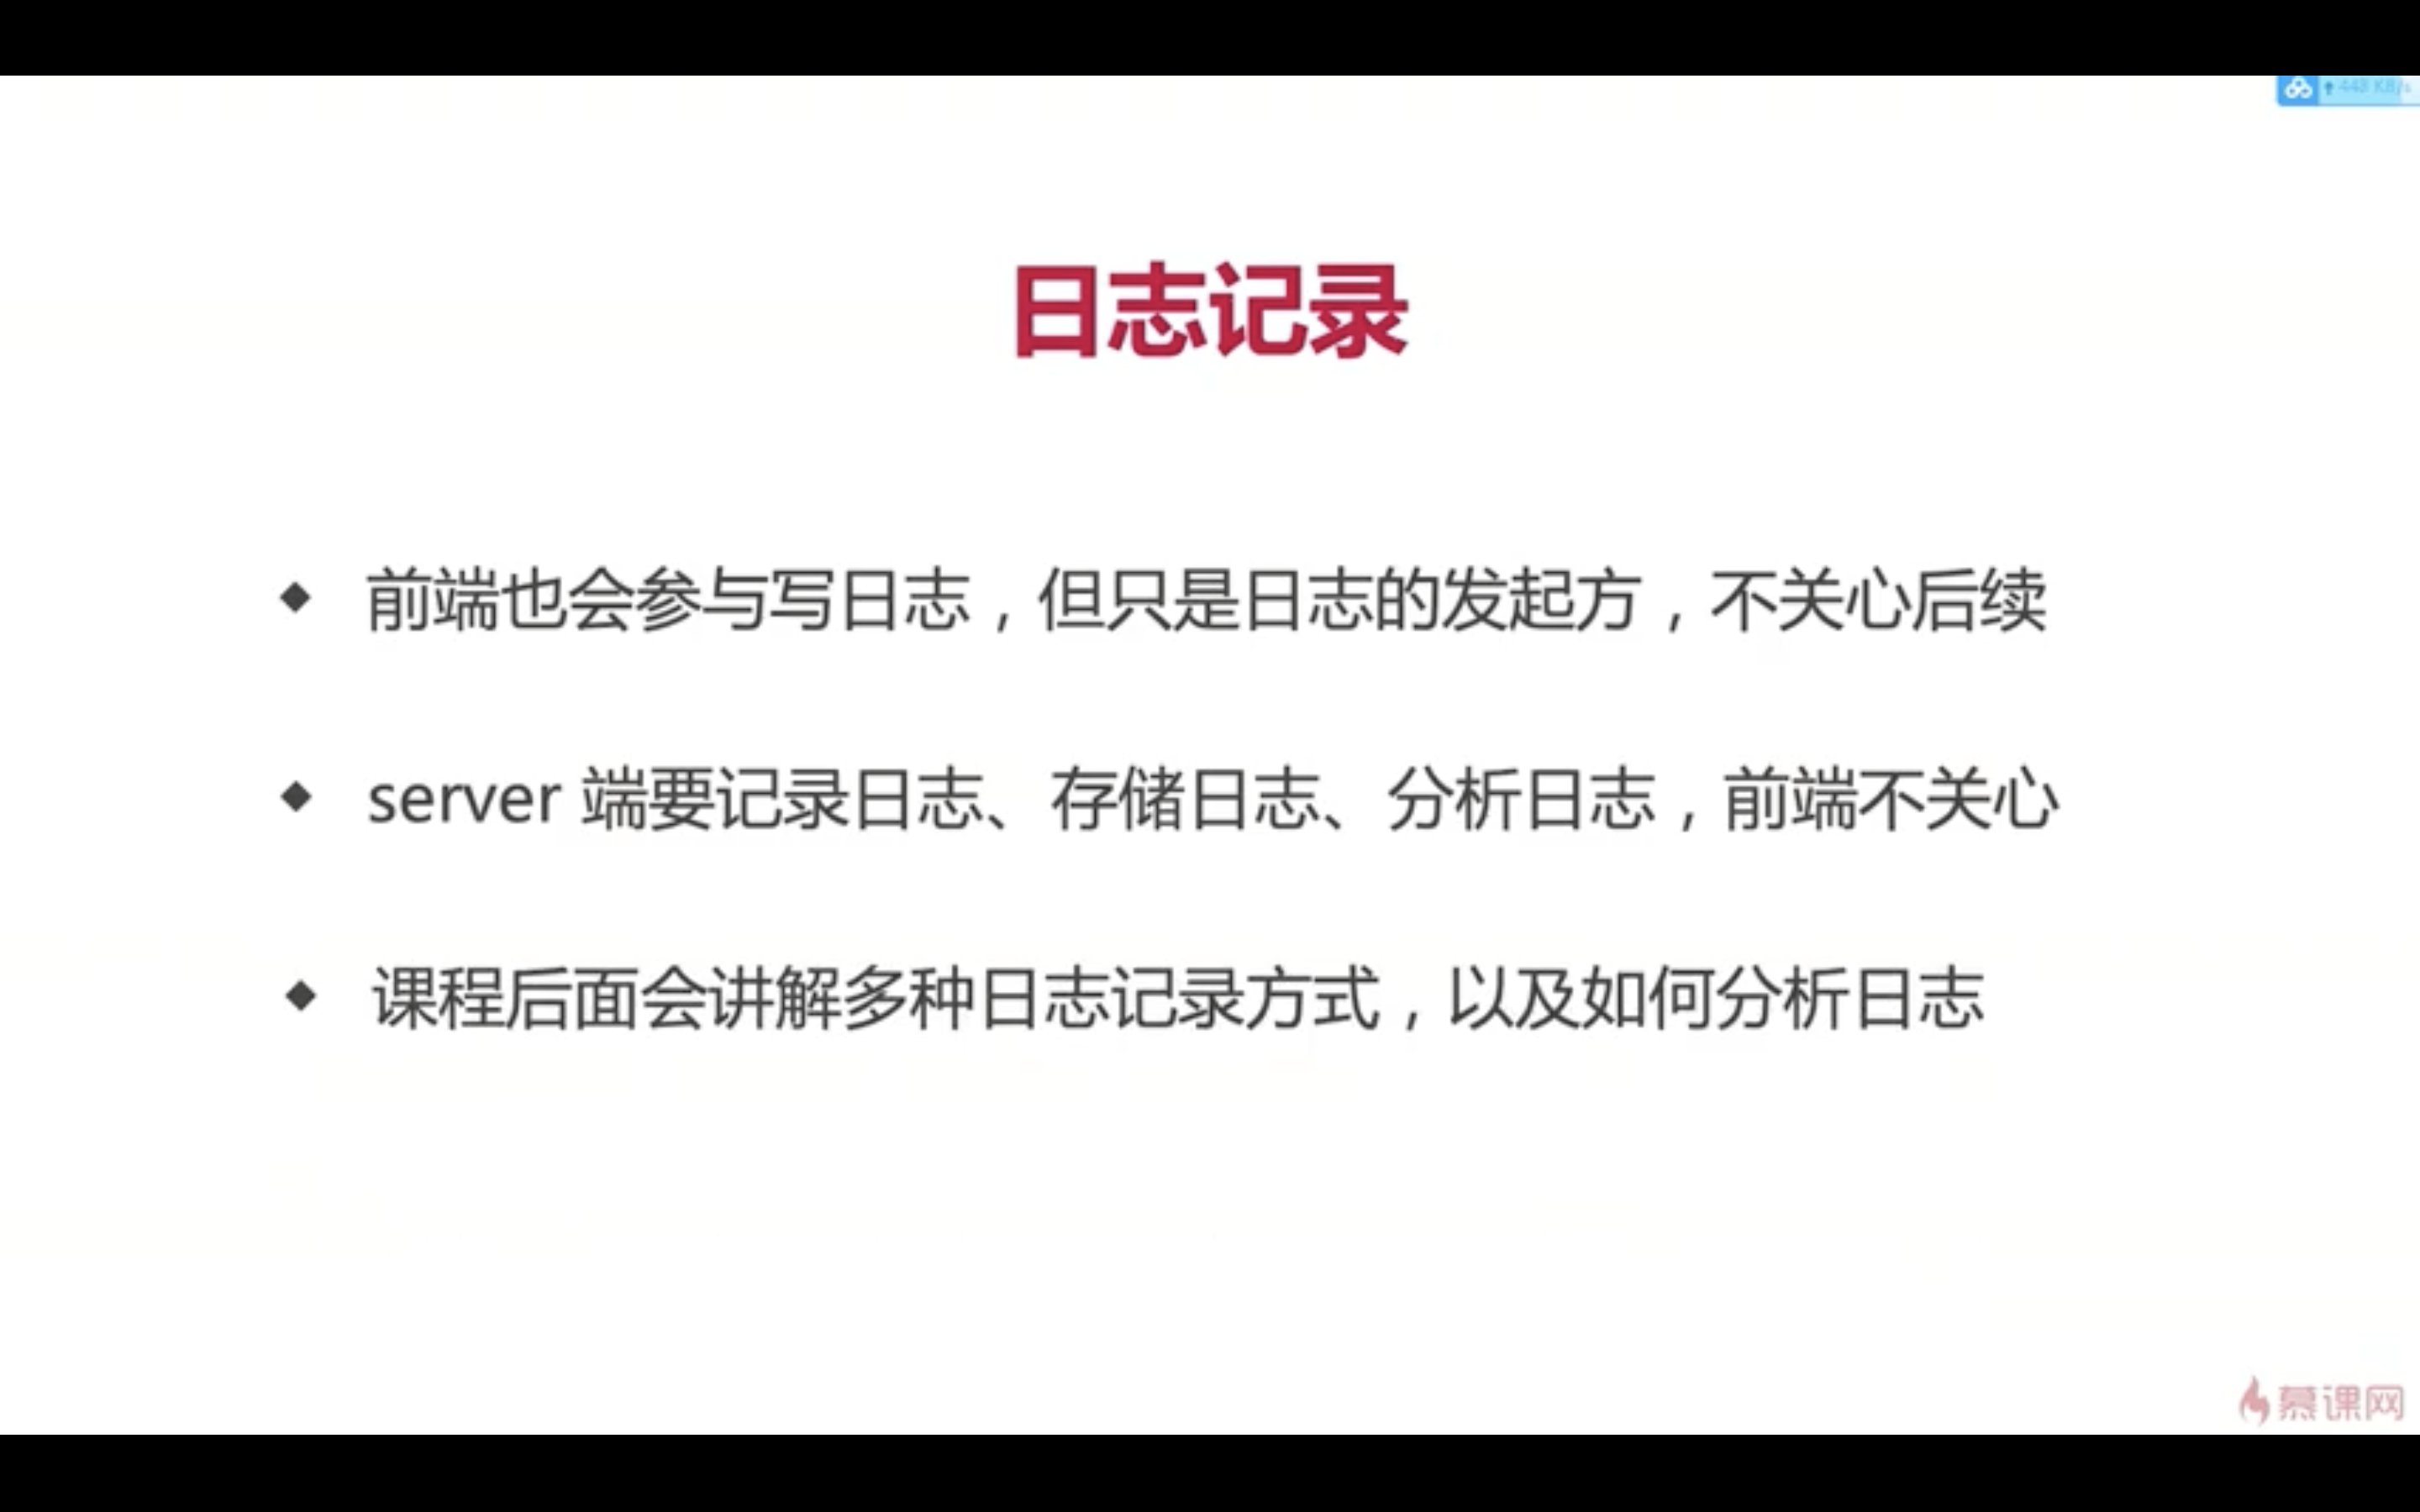 448 KB/s
日志记录
◆ 前端也会参与写日志，但只是日志的发起方，不关心后续
◆ server 端要记录日志、存储日志、分析日志，前端不关心
◆ 课程后面会讲解多种日志记录方式，以及如何分析日志
慕课网